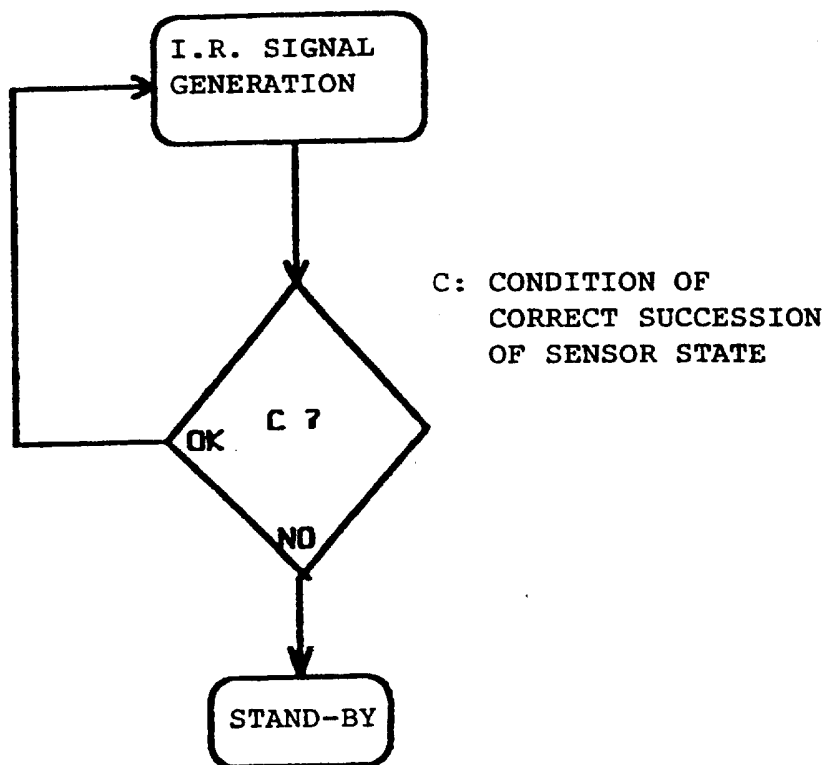 I.R. SIGNAL
GENERATION
C: CONDITION OF
CORRECT SUCCESSION
OF SENSOR STATE
C ?
OK
NO
STAND-BY